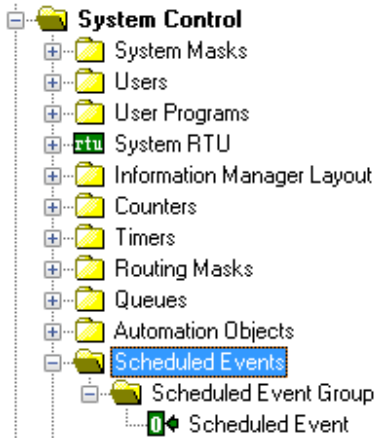 System Control
System Masks
Users
User Programs
rtu System RTU
Information Manager Layout
Counters
Timers
Routing Masks
Queues
Automation Objects
Scheduled Events
Scheduled Event Group
0 Scheduled Event